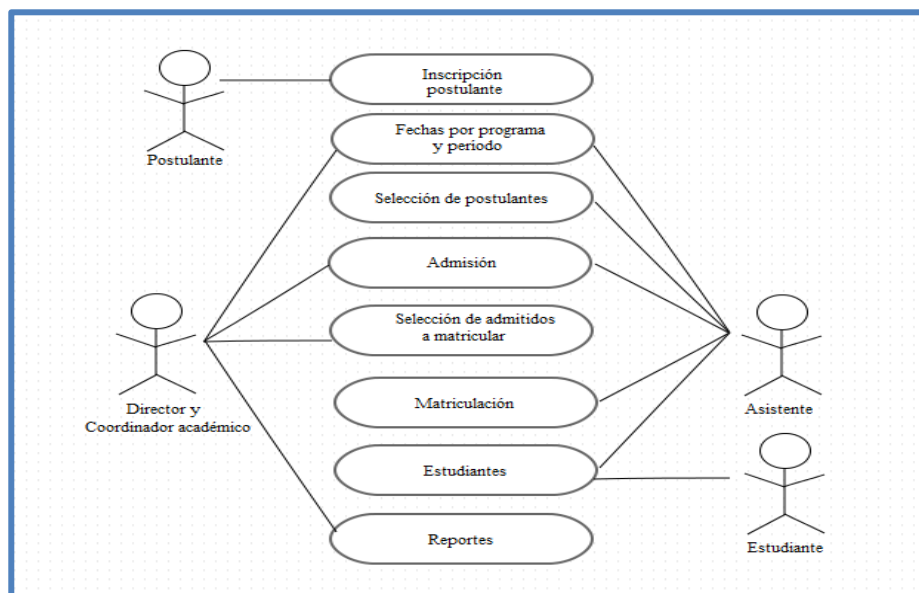 Inscripción
postulante
Postulante
Fechas por programa
y periodo
Selección de postulantes
Admisión
Selección de admitidos
a matricular
Director y
Coordinador académico
Matriculación
Asistente
Estudiantes
Reportes
Estudiante